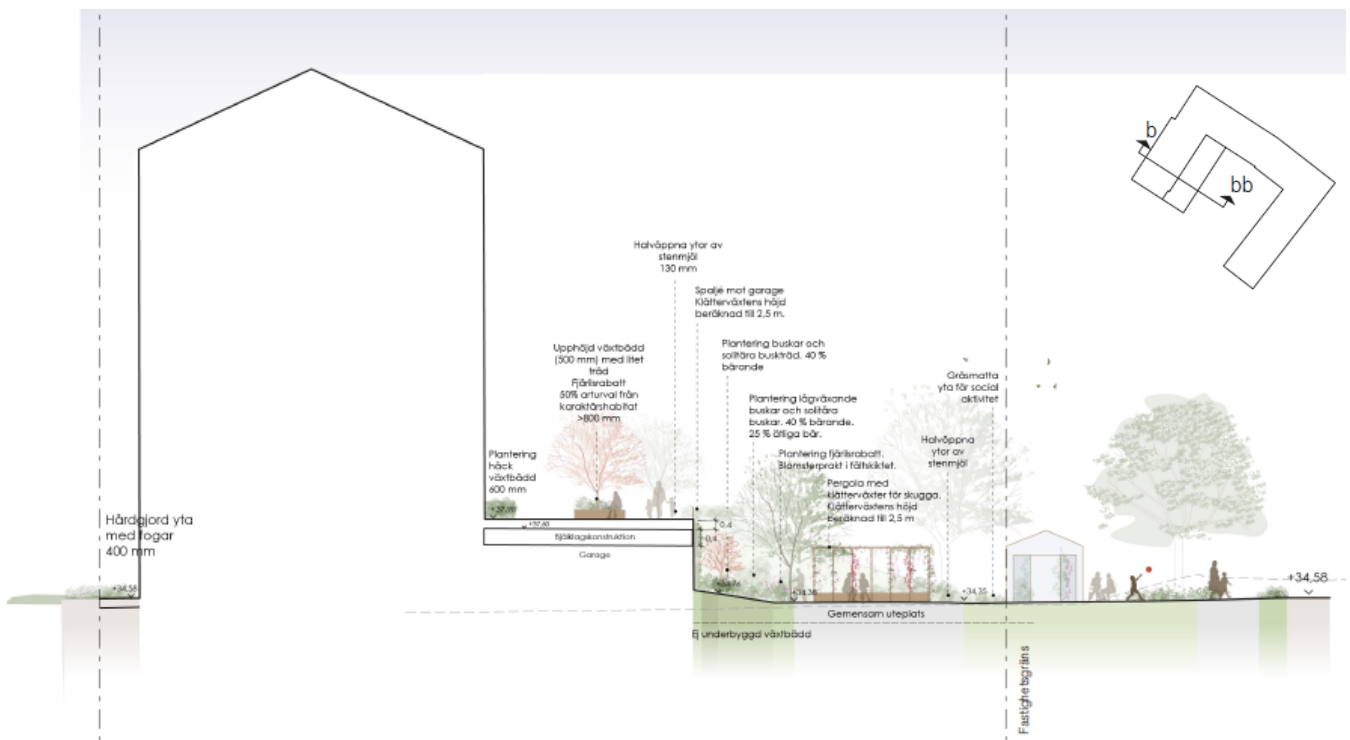 b
bb
Halvöppna ytor av
stenmjöl
130 mm
Spaljé mot garage
Klätterväxtens höjd
beräknad till 2,5 m.
Upphöjd växtbädd
(500 mm) med litet
träd
Fjärilsrabatt
50% arturval från
karaktärshabitat
>800 mm
Plantering buskar och
solitära buskträd. 40 %
bärande
Gräsmatta
yta för social
aktivitet
Plantering lågväxande
buskar och solitära
buskar. 40 % bärande.
25 % ätliga bär.
Halvöppna
ytor av
stenmjöl
Plantering
häck
växtbädd
600 mm
Plantering fjärilsrabatt.
Blomsterprakt i fältskiktet.
Pergola med
klätterväxter för skugga.
Klätterväxtens höjd
beräknad till 2,5 m
Hårdgjord yta
med fogar
400 mm
+37,60
0,4
0,4
Bjälklagskonstruktion
Garage
+34,58
+34,38
+34,35
+34,58
Gemensam uteplats
Ej underbyggd växtbädd
Fastighetsgräns